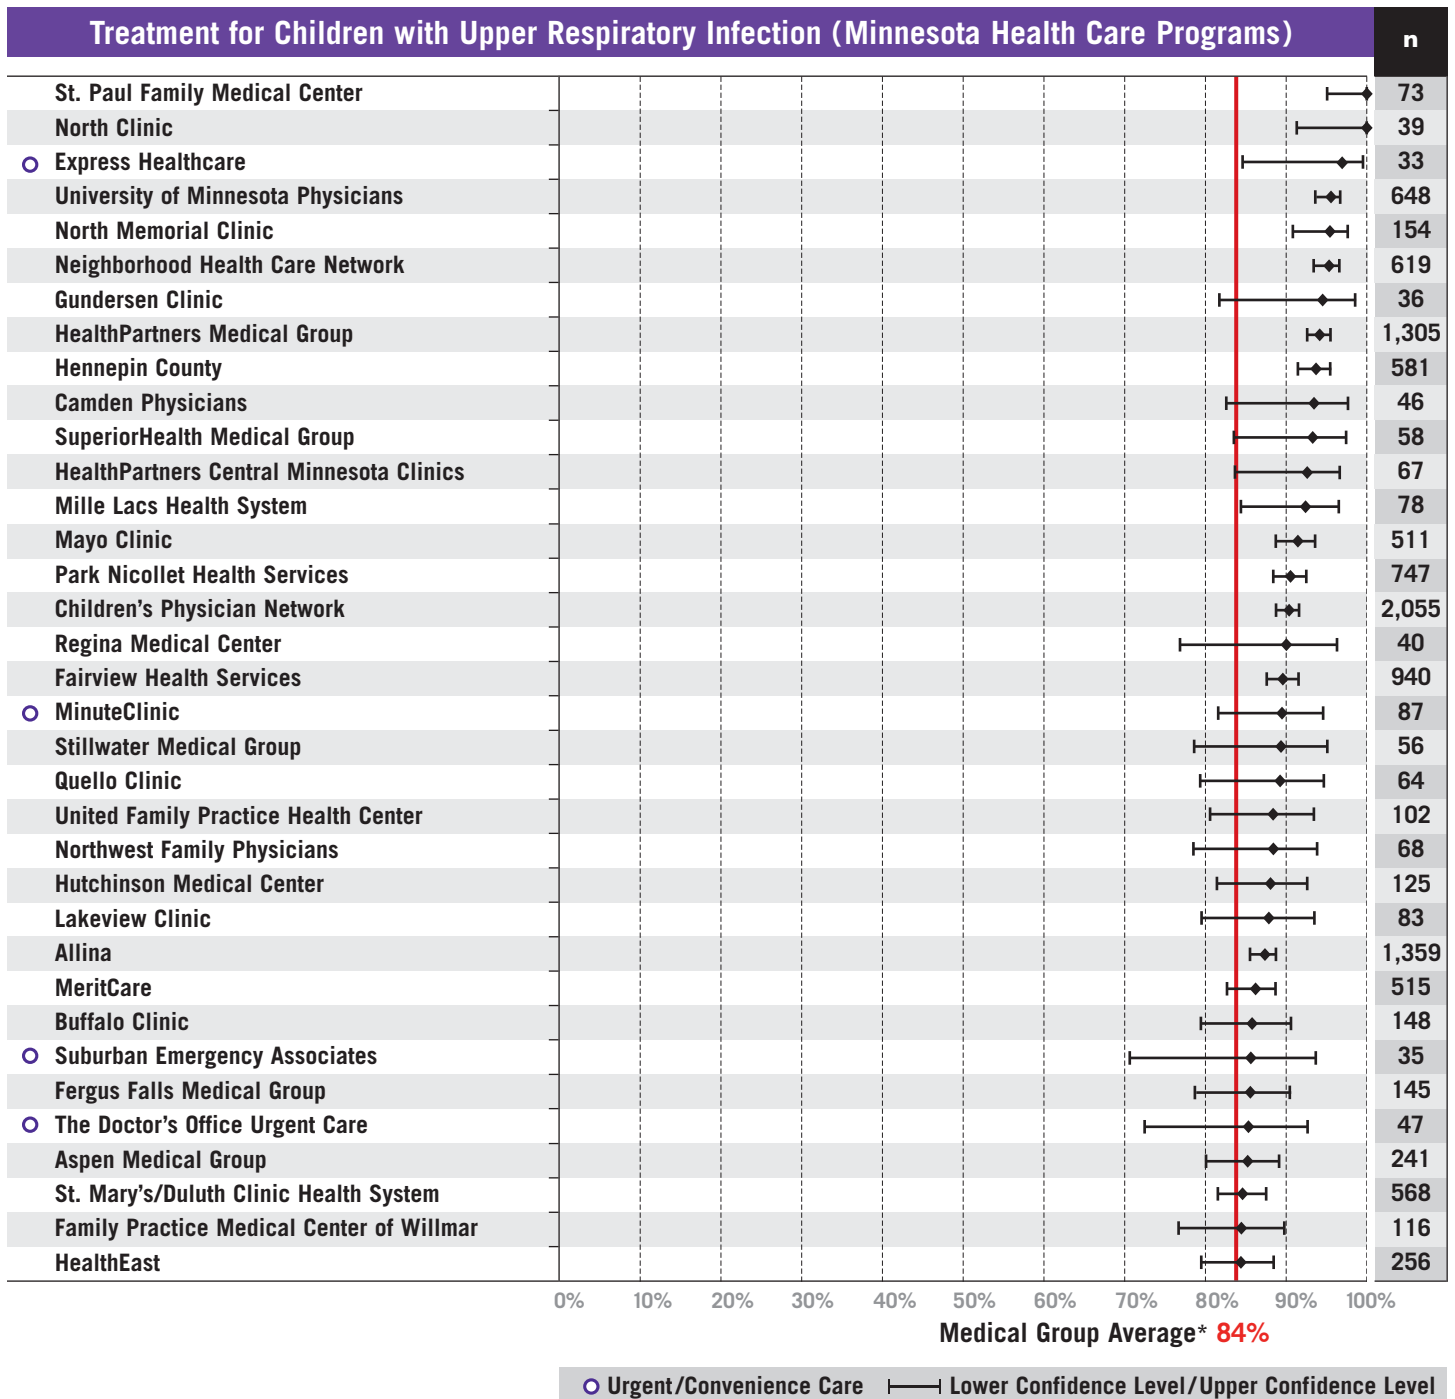 Treatment for Children with Upper Respiratory Infection (Minnesota Health Care Programs) n
St. Paul Family Medical Center 73
North Clinic 39
Express Healthcare 33
University of Minnesota Physicians 648
North Memorial Clinic 154
Neighborhood Health Care Network 619
Gundersen Clinic 36
HealthPartners Medical Group 1,305
Hennepin County 581
Camden Physicians 46
SuperiorHealth Medical Group 58
HealthPartners Central Minnesota Clinics 67
Mille Lacs Health System 78
Mayo Clinic 511
Park Nicollet Health Services 747
Children's Physician Network 2,055
Regina Medical Center 40
Fairview Health Services 940
MinuteClinic 87
Stillwater Medical Group 56
Quello Clinic 64
United Family Practice Health Center 102
Northwest Family Physicians 68
Hutchinson Medical Center 125
Lakeview Clinic 83
Allina 1,359
MeritCare 515
Buffalo Clinic 148
Suburban Emergency Associates 35
Fergus Falls Medical Group 145
The Doctor's Office Urgent Care 47
Aspen Medical Group 241
St. Mary's/Duluth Clinic Health System 568
Family Practice Medical Center of Willmar 116
HealthEast 256
0% 10% 20% 30% 40% 50% 60% 70% 80% 90% 100%
Medical Group Average* 84%
Urgent/Convenience Care Lower Confidence Level/Upper Confidence Level